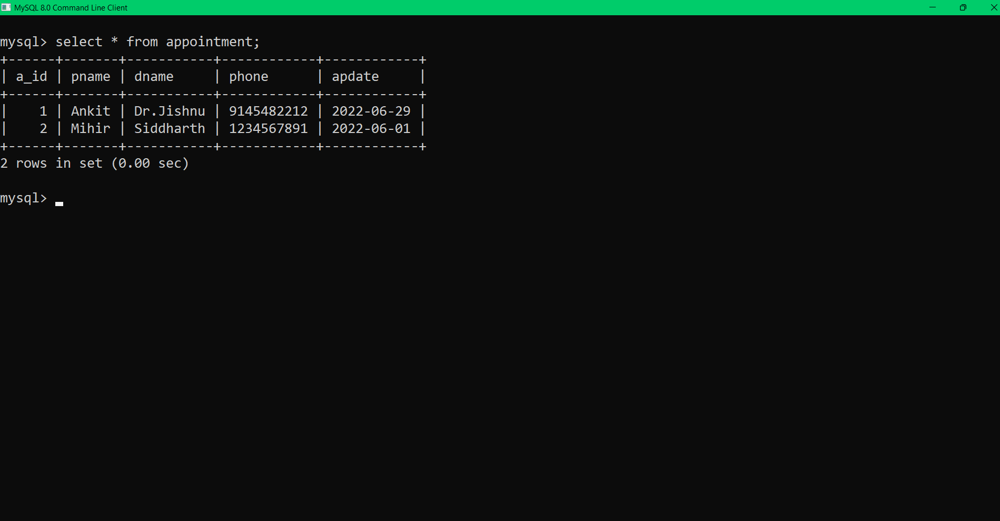 MySQL 8.0 Command Line Client
mysql> select * from appointment;
+------+-------+-----------+------------+------------+
| a_id | pname | dname     | phone      | apdate     |
+------+-------+-----------+------------+------------+
|    1 | Ankit | Dr.Jishnu | 9145482212 | 2022-06-29 |
|    2 | Mihir | Siddharth | 1234567891 | 2022-06-01 |
+------+-------+-----------+------------+------------+
2 rows in set (0.00 sec)
mysql>